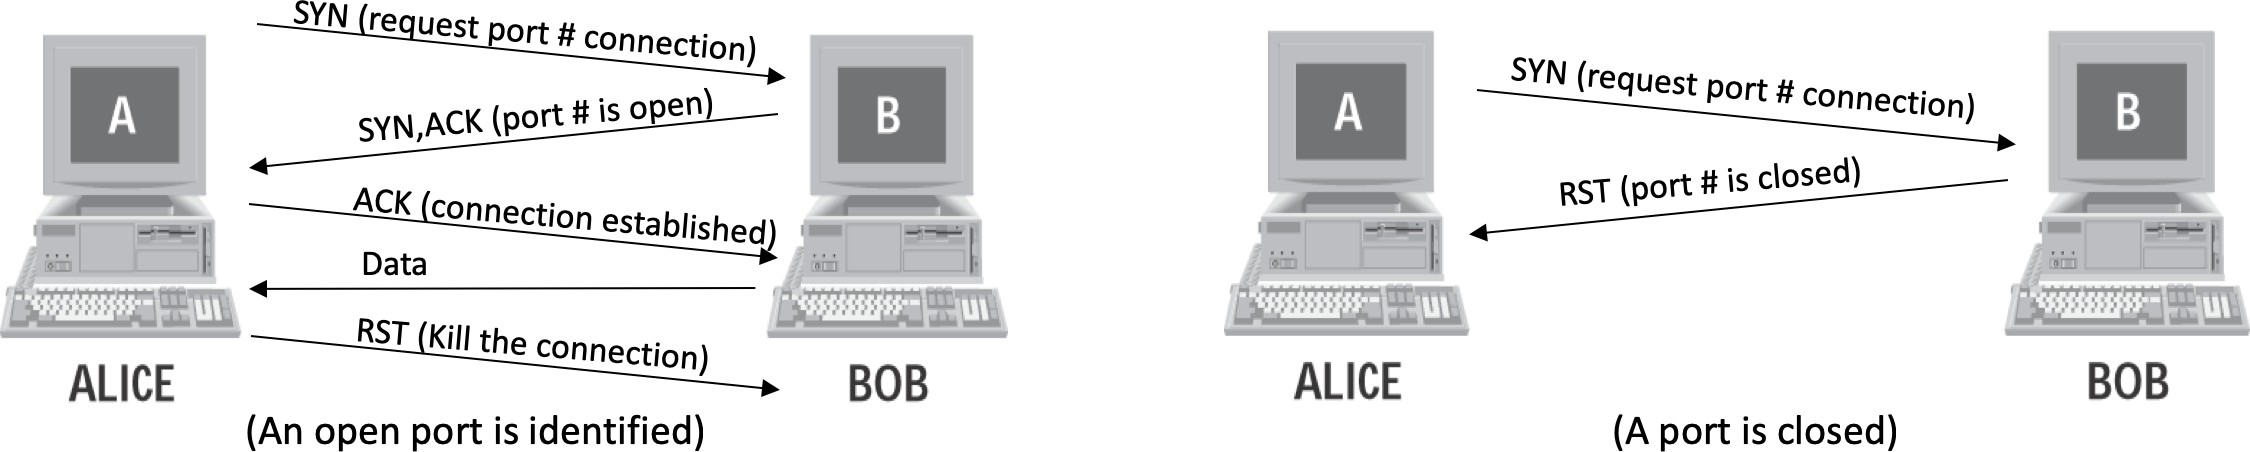 SYN (request port # connection)
A
B
SYN,ACK (port # is open)
ACK (connection established)
Data
RST (Kill the connection)
ALICE
BOB
(An open port is identified)
SYN (request port # connection)
A
B
RST (port # is closed)
ALICE
BOB
(A port is closed)